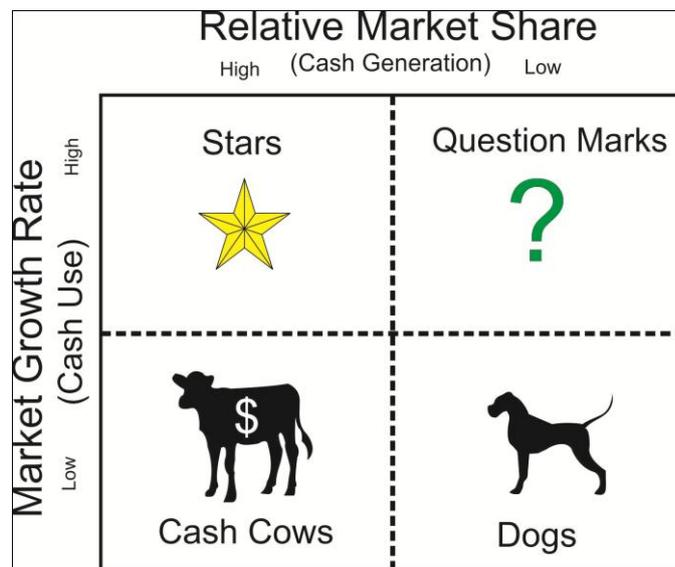 Relative Market Share
High (Cash Generation) Low
Market Growth Rate
(Cash Use)
High
Low
Stars
Question Marks
?
$
Cash Cows
Dogs